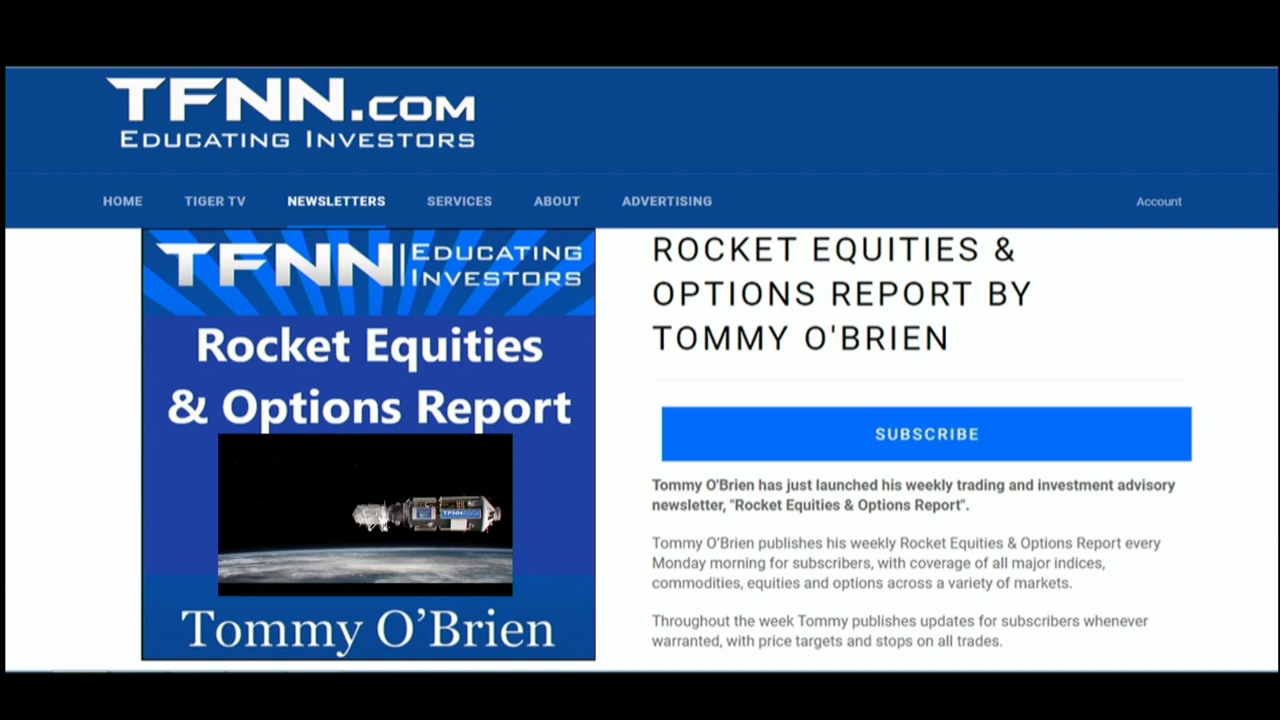 TFNN.COM
EDUCATING INVESTORS
HOME TIGER TV NEWSLETTERS SERVICES ABOUT ADVERTISING Account
TFNN EDUCATING
INVESTORS
Rocket Equities
& Options Report
TFNN
Tommy O’Brien
ROCKET EQUITIES &
OPTIONS REPORT BY
TOMMY O'BRIEN
SUBSCRIBE
Tommy O'Brien has just launched his weekly trading and investment advisory
newsletter, "Rocket Equities & Options Report".
Tommy O'Brien publishes his weekly Rocket Equities & Options Report every
Monday morning for subscribers, with coverage of all major indices,
commodities, equities and options across a variety of markets.
Throughout the week Tommy publishes updates for subscribers whenever
warranted, with price targets and stops on all trades.